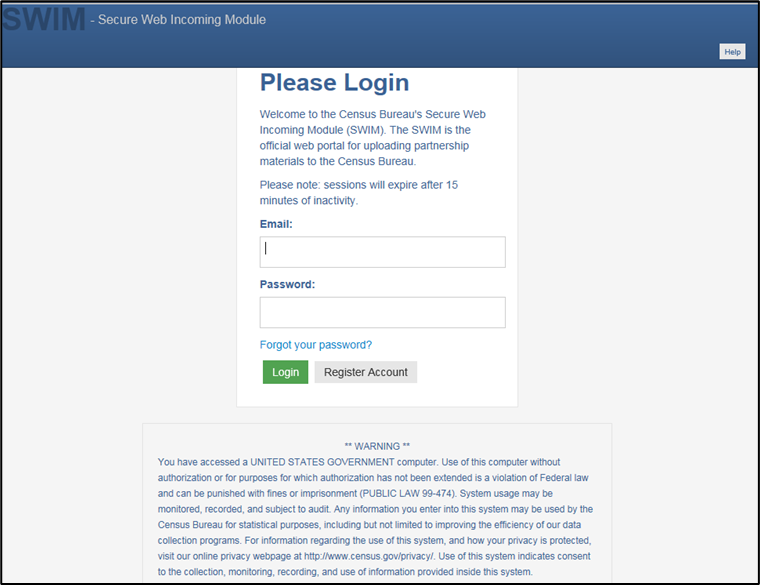 SWIM - Secure Web Incoming Module
Help
Please Login
Welcome to the Census Bureau's Secure Web
Incoming Module (SWIM). The SWIM is the
official web portal for uploading partnership
materials to the Census Bureau.
Please note: sessions will expire after 15
minutes of inactivity.
Email:
Password:
Forgot your password?
Login Register Account
** WARNING **
You have accessed a UNITED STATES GOVERNMENT computer. Use of this computer without
authorization or for purposes for which authorization has not been extended is a violation of Federal law
and can be punished with fines or imprisonment (PUBLIC LAW 99-474). System usage may be
monitored, recorded, and subject to audit. Any information you enter into this system may be used by the
Census Bureau for statistical purposes, including but not limited to improving the efficiency of our data
collection programs. For information regarding the use of this system, and how your privacy is protected,
visit our online privacy webpage at http://www.census.gov/privacy/. Use of this system indicates consent
to the collection, monitoring, recording, and use of information provided inside this system.